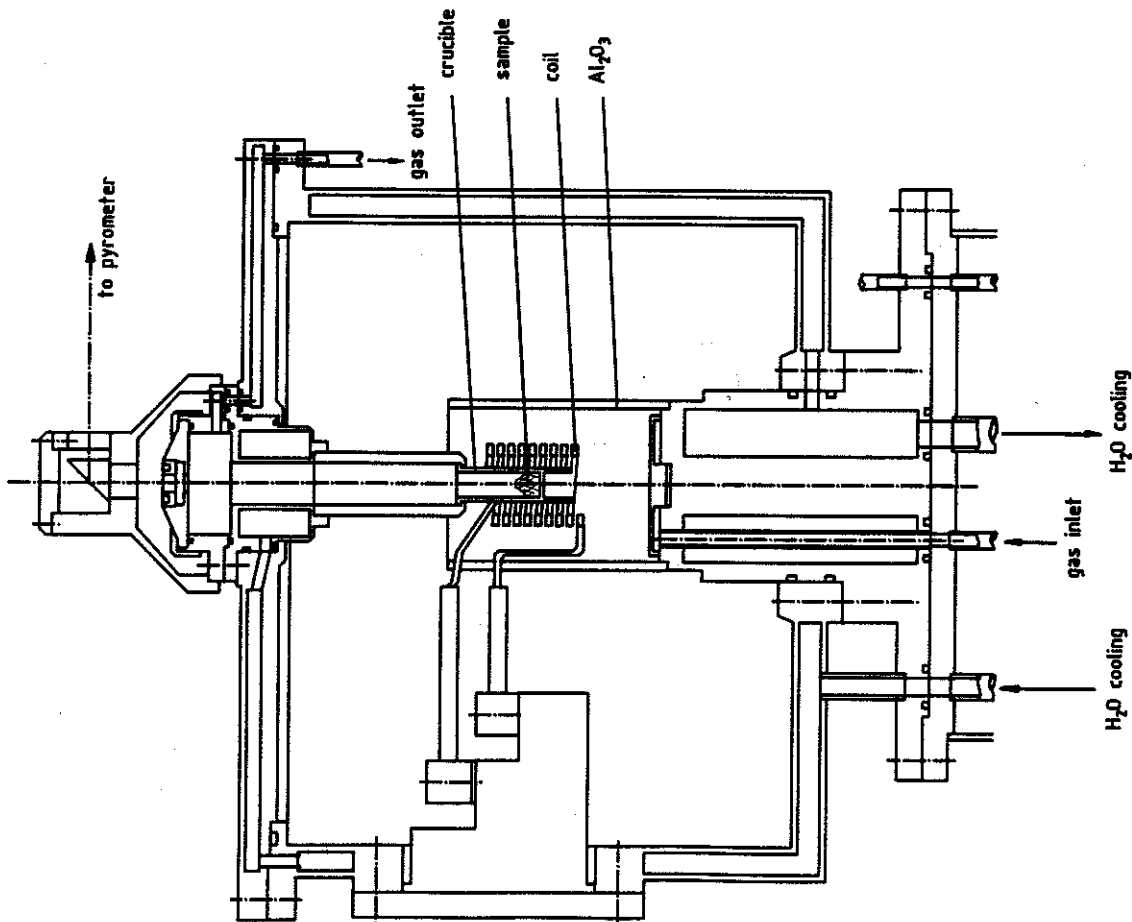 to pyrometer
gas outlet
crucible
sample
coil
Al₂O₃
H₂O cooling
gas inlet
H₂O cooling